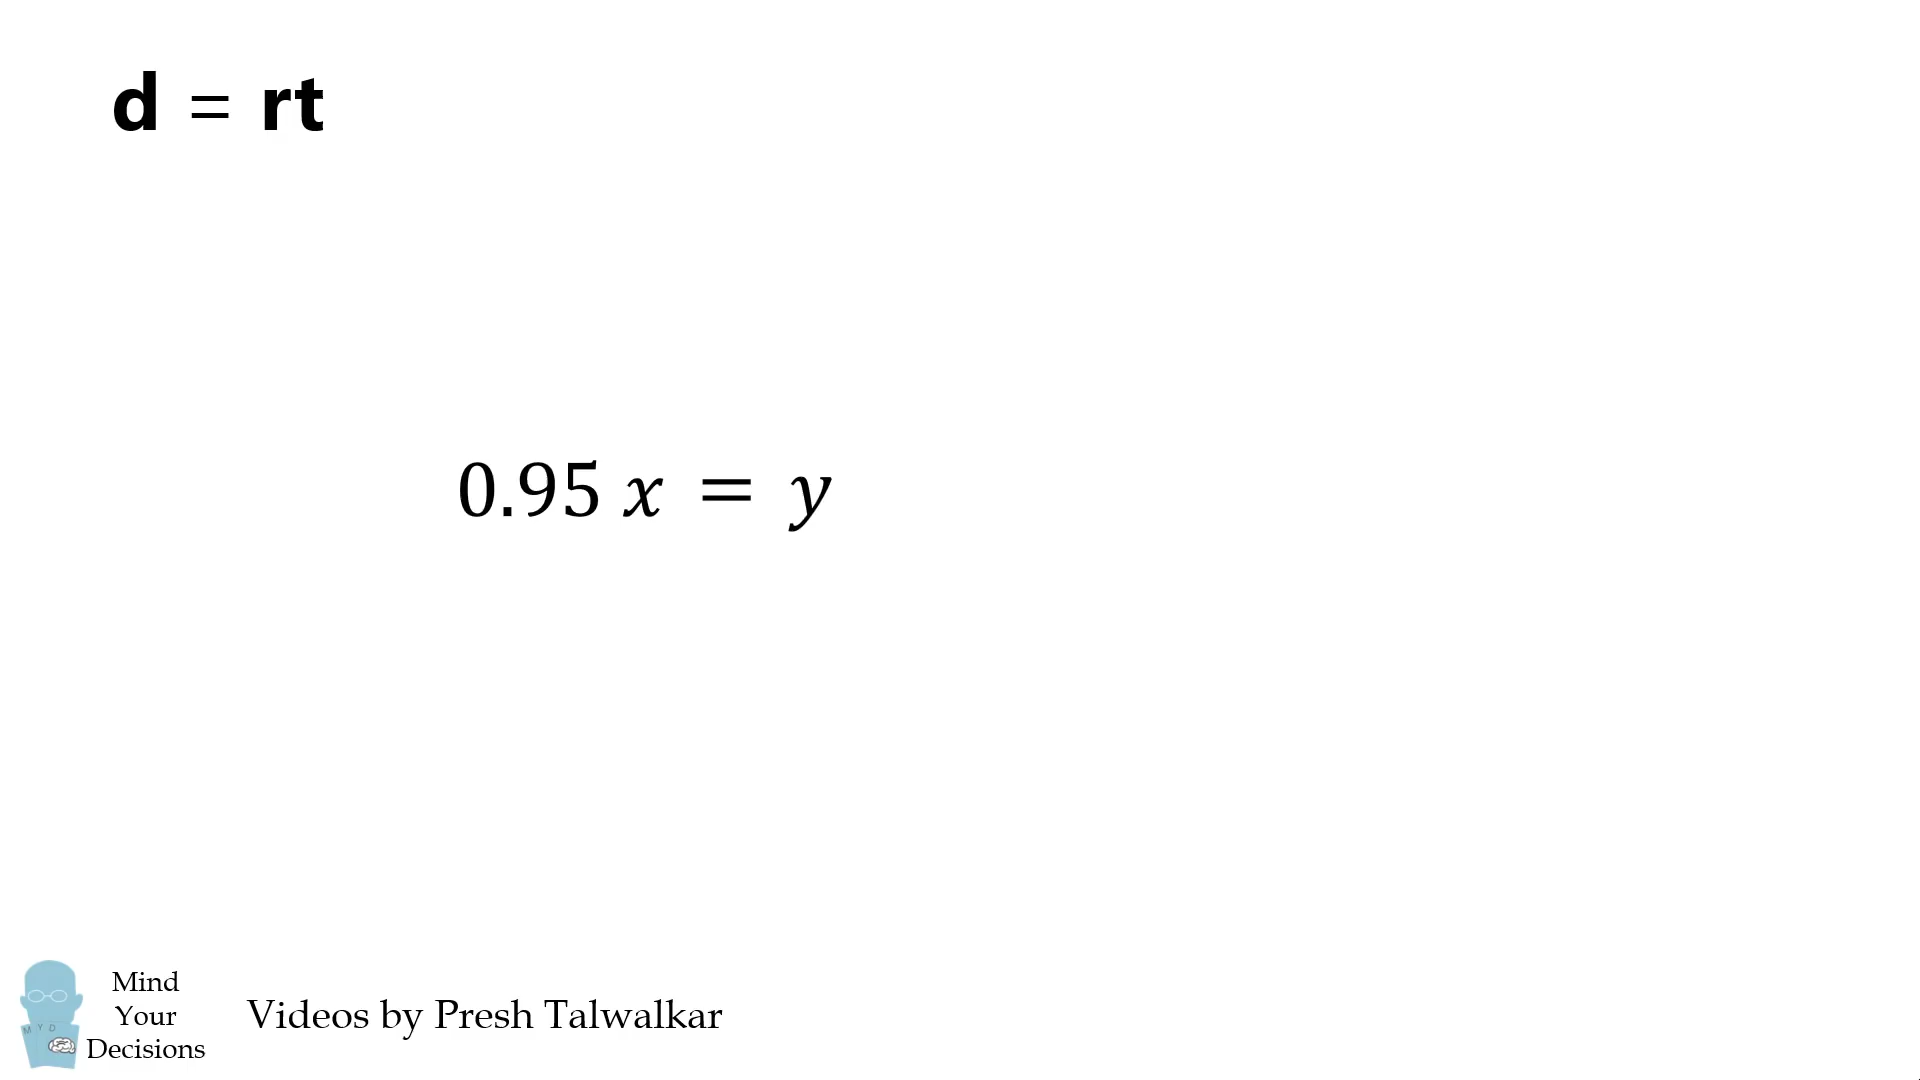 d = rt
0.95 x = y
Mind
Your
Decisions
M Y D
Videos by Presh Talwalkar